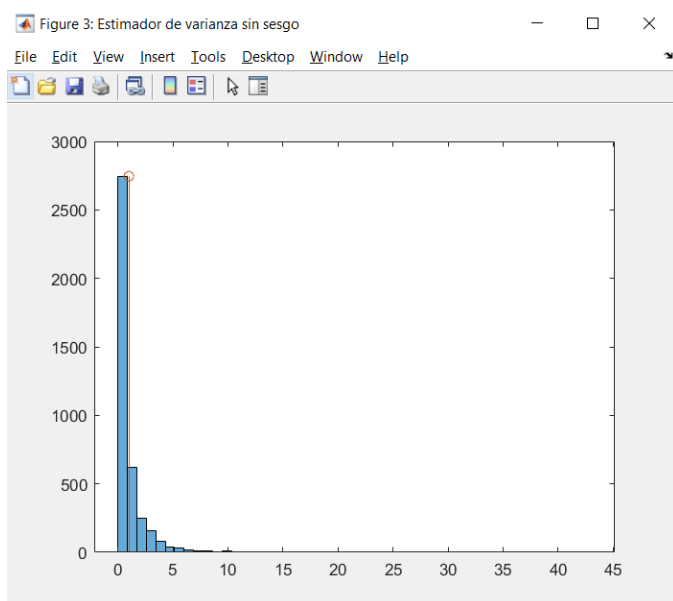 Figure 3: Estimador de varianza sin sesgo
File Edit View Insert Tools Desktop Window Help
3000
2500
2000
1500
1000
500
0
0 5 10 15 20 25 30 35 40 45